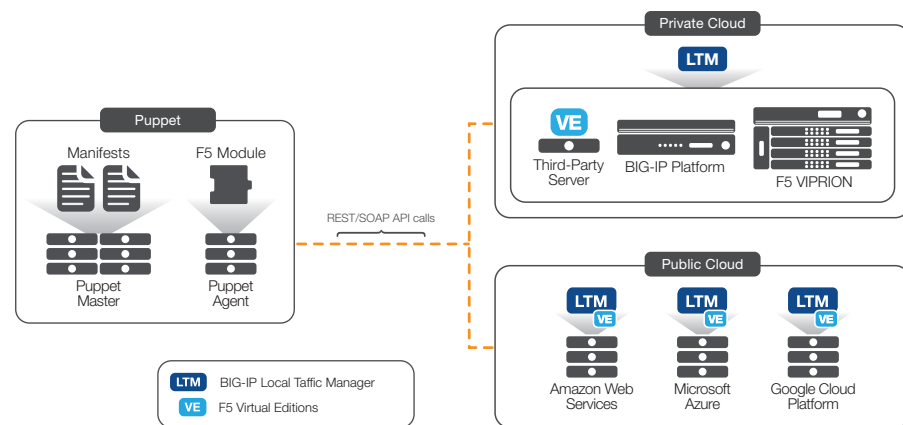 Private Cloud
LTM
VE
Third-Party
Server
BIG-IP Platform
F5 VIPRION
Puppet
Manifests
F5 Module
Puppet
Master
Puppet
Agent
REST/SOAP API calls
Public Cloud
LTM
VE
LTM
VE
LTM
VE
Amazon Web
Services
Microsoft
Azure
Google Cloud
Platform
LTM BIG-IP Local Taffic Manager
VE F5 Virtual Editions